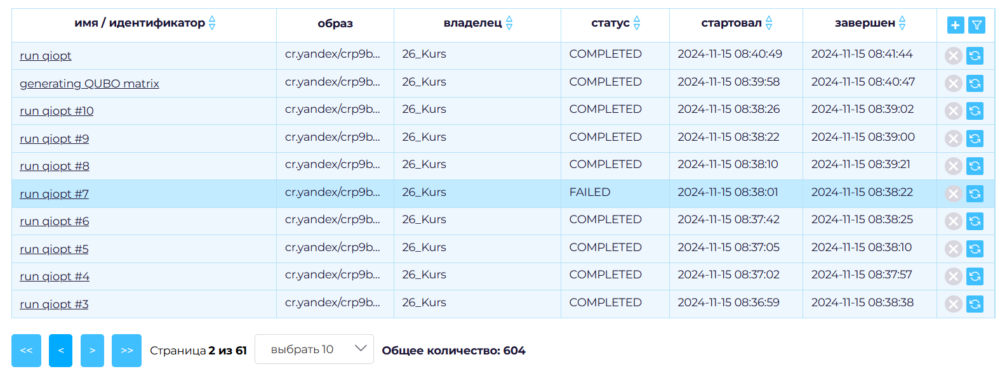 имя / идентификатор образ владелец статус стартовал завершен
run qiopt cr.yandex/crp9b... 26_Kurs COMPLETED 2024-11-15 08:40:49 2024-11-15 08:41:44
generating QUBO matrix cr.yandex/crp9b... 26_Kurs COMPLETED 2024-11-15 08:39:58 2024-11-15 08:40:47
run qiopt #10 cr.yandex/crp9b... 26_Kurs COMPLETED 2024-11-15 08:38:26 2024-11-15 08:39:02
run qiopt #9 cr.yandex/crp9b... 26_Kurs COMPLETED 2024-11-15 08:38:22 2024-11-15 08:39:00
run qiopt #8 cr.yandex/crp9b... 26_Kurs COMPLETED 2024-11-15 08:38:10 2024-11-15 08:39:21
run qiopt #7 cr.yandex/crp9b... 26_Kurs FAILED 2024-11-15 08:38:01 2024-11-15 08:38:22
run qiopt #6 cr.yandex/crp9b... 26_Kurs COMPLETED 2024-11-15 08:37:42 2024-11-15 08:38:25
run qiopt #5 cr.yandex/crp9b... 26_Kurs COMPLETED 2024-11-15 08:37:05 2024-11-15 08:38:10
run qiopt #4 cr.yandex/crp9b... 26_Kurs COMPLETED 2024-11-15 08:37:02 2024-11-15 08:37:57
run qiopt #3 cr.yandex/crp9b... 26_Kurs COMPLETED 2024-11-15 08:36:59 2024-11-15 08:38:38
<< < > >> Страница 2 из 61 выбрать 10 Общее количество: 604